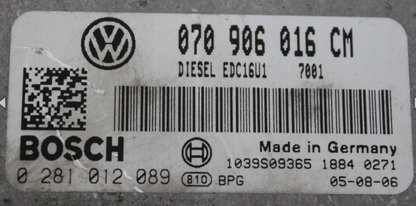 070 906 016 CM
DIESEL EDC16U1 7001
BOSCH
Made in Germany
1039S09365 1884 0271
0 281 012 089 810 BPG 05-08-06